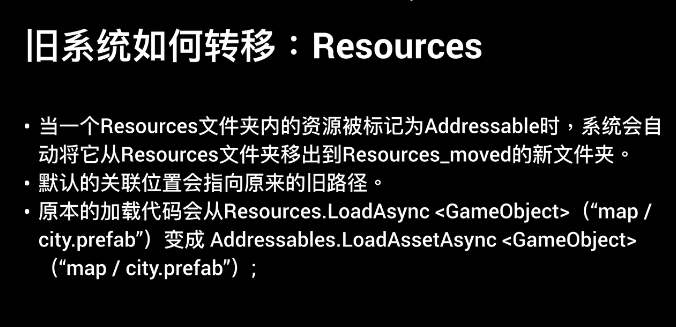 旧系统如何转移：Resources
• 当一个Resources文件夹内的资源被标记为Addressable时，系统会自
动将它从Resources文件夹移出到Resources_moved的新文件夹。
• 默认的关联位置会指向原来的旧路径。
• 原本的加载代码会从Resources.LoadAsync <GameObject>（“map /
city.prefab”）变成 Addressables.LoadAssetAsync <GameObject>
（“map / city.prefab”）;